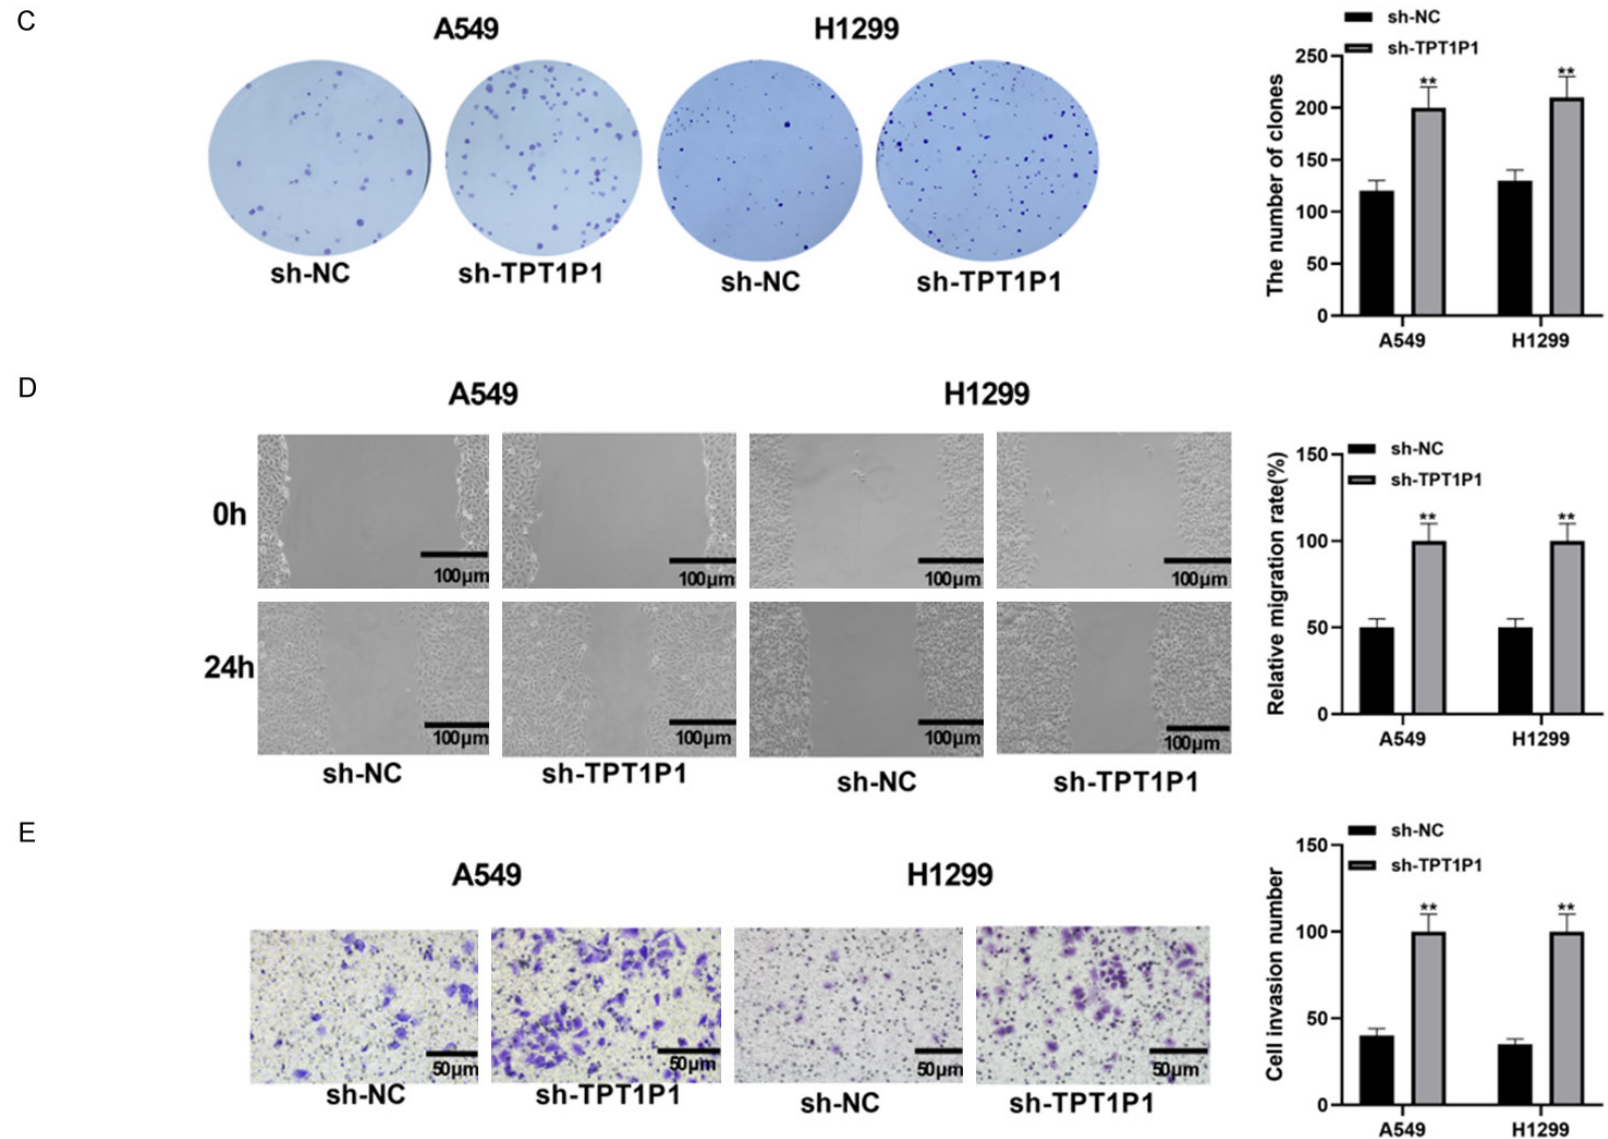 C
A549
H1299
sh-NC
sh-TPT1P1
sh-NC
sh-TPT1P1
sh-NC
sh-TPT1P1
The number of clones
250
200
150
100
50
0
**
**
A549
H1299
D
A549
H1299
0h
100µm
100µm
100µm
100µm
24h
100µm
100µm
100µm
100µm
sh-NC
sh-TPT1P1
sh-NC
sh-TPT1P1
sh-NC
sh-TPT1P1
Relative migration rate(%)
150
100
50
0
**
**
A549
H1299
E
A549
H1299
50µm
50µm
50µm
50µm
sh-NC
sh-TPT1P1
sh-NC
sh-TPT1P1
sh-NC
sh-TPT1P1
Cell invasion number
150
100
50
0
**
**
A549
H1299